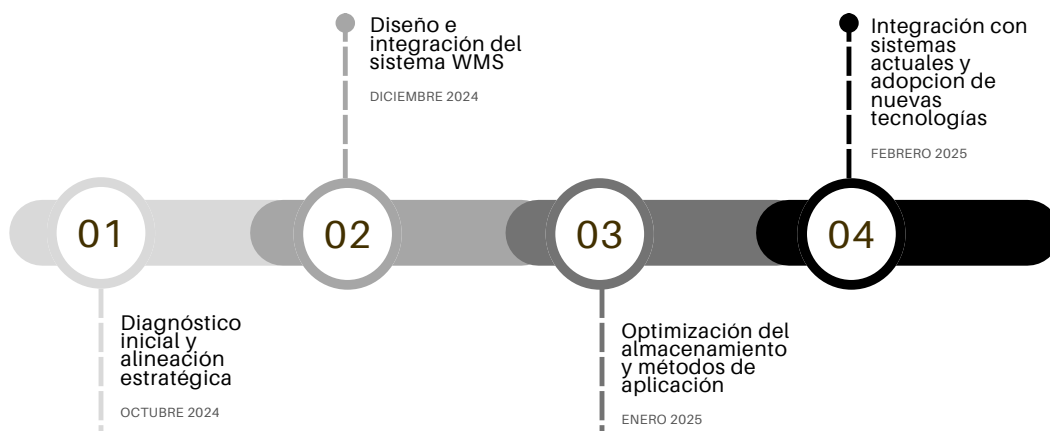 01
Diagnóstico
inicial y
alineación
estratégica
OCTUBRE 2024
02
Diseño e
integración del
sistema WMS
DICIEMBRE 2024
03
Optimización del
almacenamiento
y métodos de
aplicación
ENERO 2025
04
Integración con
sistemas
actuales y
adopcion de
nuevas
tecnologías
FEBRERO 2025